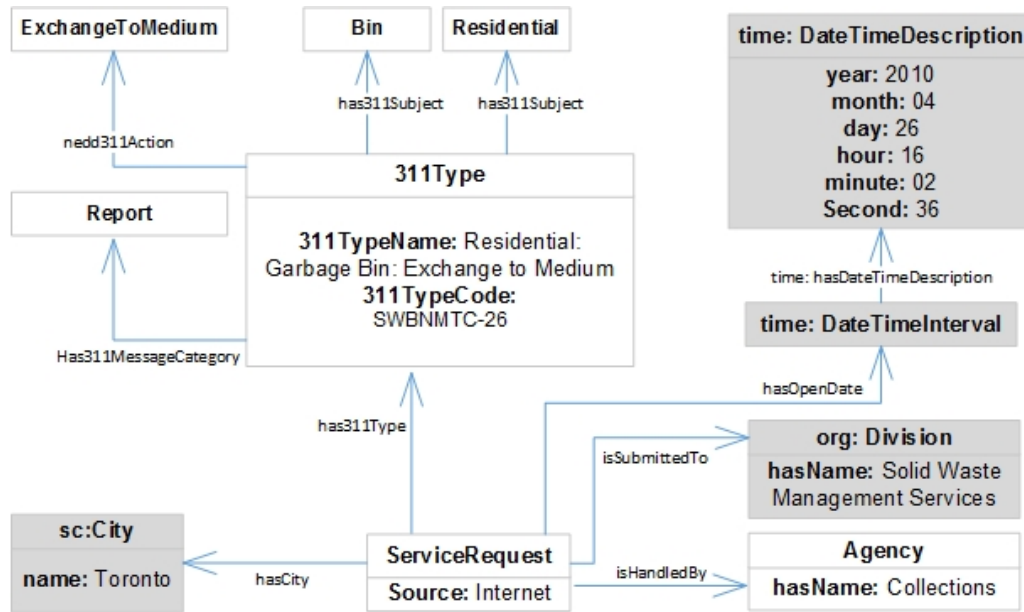 ExchangeToMedium
Bin
Residential
time: DateTimeDescription
year: 2010
month: 04
day: 26
hour: 16
minute: 02
Second: 36
has311Subject
has311Subject
nedd311Action
311Type
311TypeName: Residential:
Garbage Bin: Exchange to Medium
311TypeCode:
SWBNMTC-26
Report
Has311MessageCategory
time: hasDateTimeDescription
time: DateTimeInterval
hasOpenDate
has311Type
isSubmittedTo
org: Division
hasName: Solid Waste
Management Services
sc:City
name: Toronto
hasCity
ServiceRequest
Source: Internet
isHandledBy
Agency
hasName: Collections